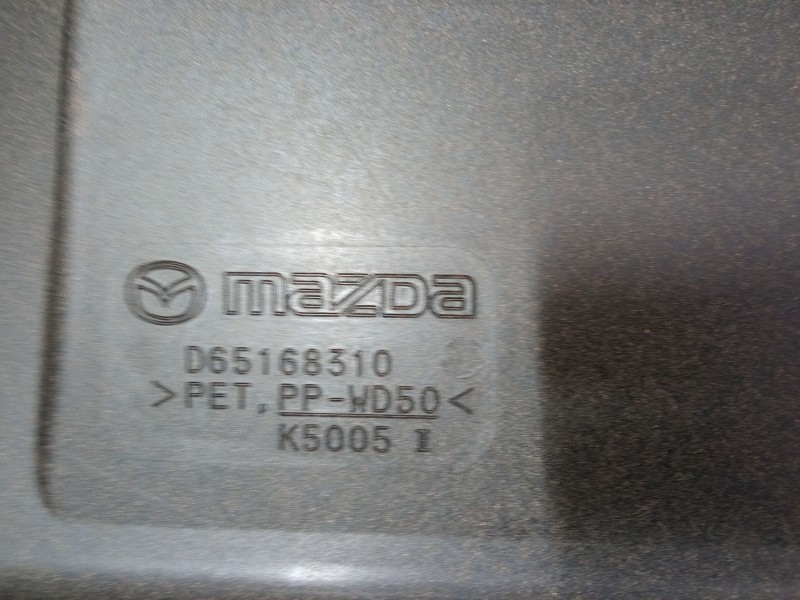 mazda
D65168310
>PET, PP-WD50<
K5005 II